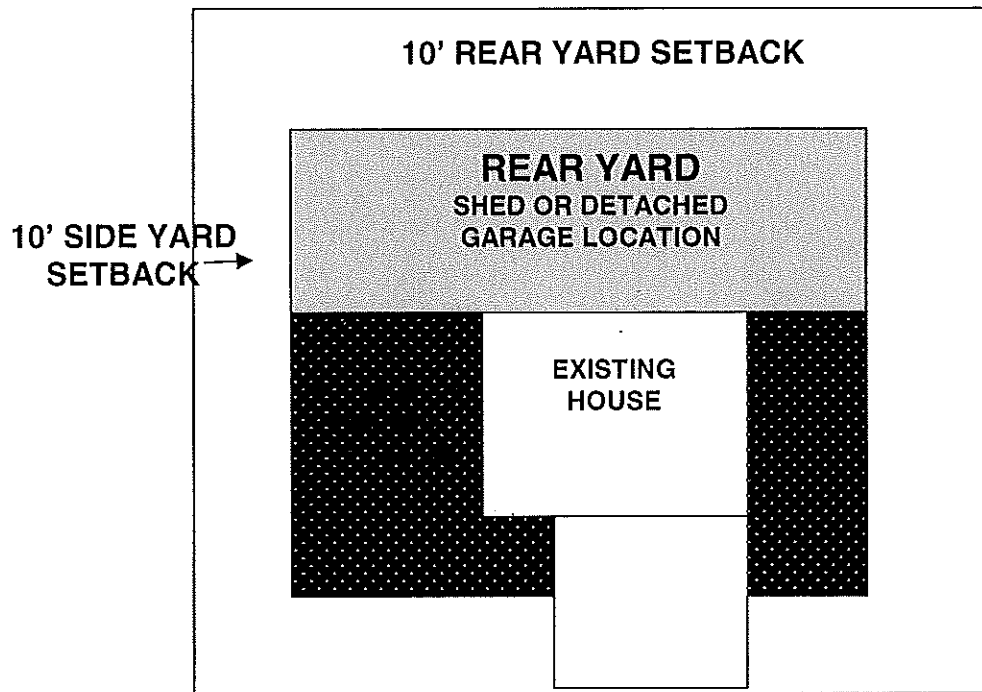 10' REAR YARD SETBACK
REAR YARD
SHED OR DETACHED
GARAGE LOCATION
10' SIDE YARD
SETBACK
EXISTING
HOUSE